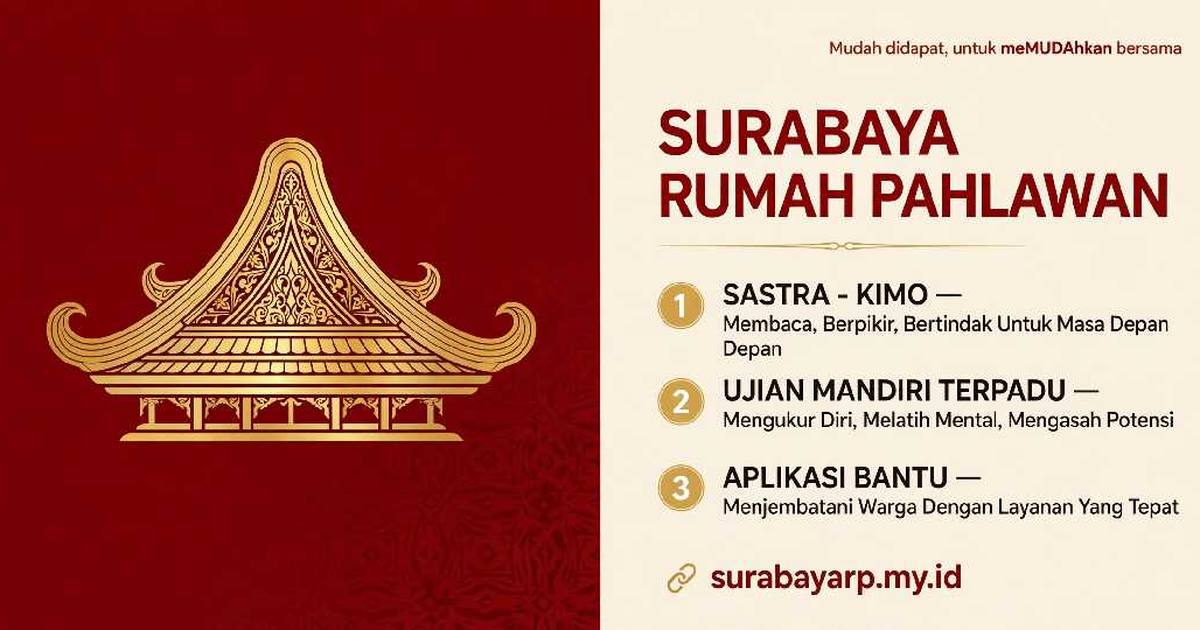 Mudah didapat, untuk meMUDAhkan bersama
SURABAYA
RUMAH PAHLAWAN
1 SASTRA - KIMO —
Membaca, Berpikir, Bertindak Untuk Masa Depan
Depan
2 UJIAN MANDIRI TERPADU —
Mengukur Diri, Melatih Mental, Mengasah Potensi
3 APLIKASI BANTU —
Menjembatani Warga Dengan Layanan Yang Tepat
surabayarp.my.id